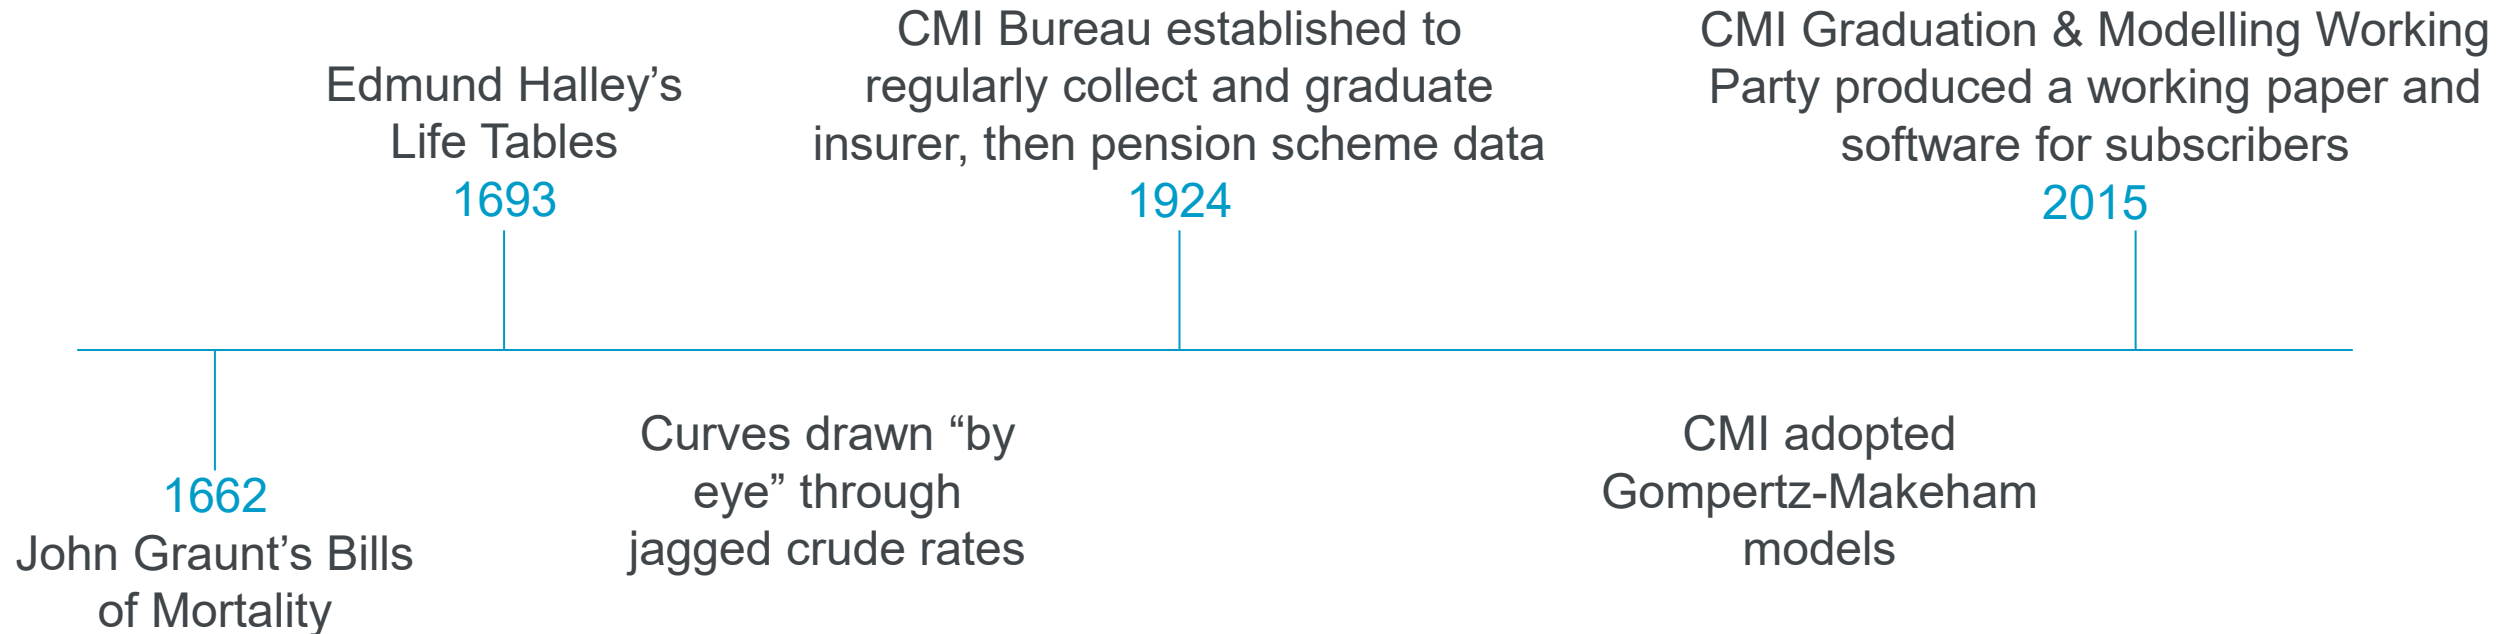 1662
John Graunt’s Bills
of Mortality
Edmund Halley’s
Life Tables
1693
Curves drawn “by
eye” through
jagged crude rates
CMI Bureau established to
regularly collect and graduate
insurer, then pension scheme data
1924
CMI adopted
Gompertz-Makeham
models
CMI Graduation & Modelling Working
Party produced a working paper and
software for subscribers
2015